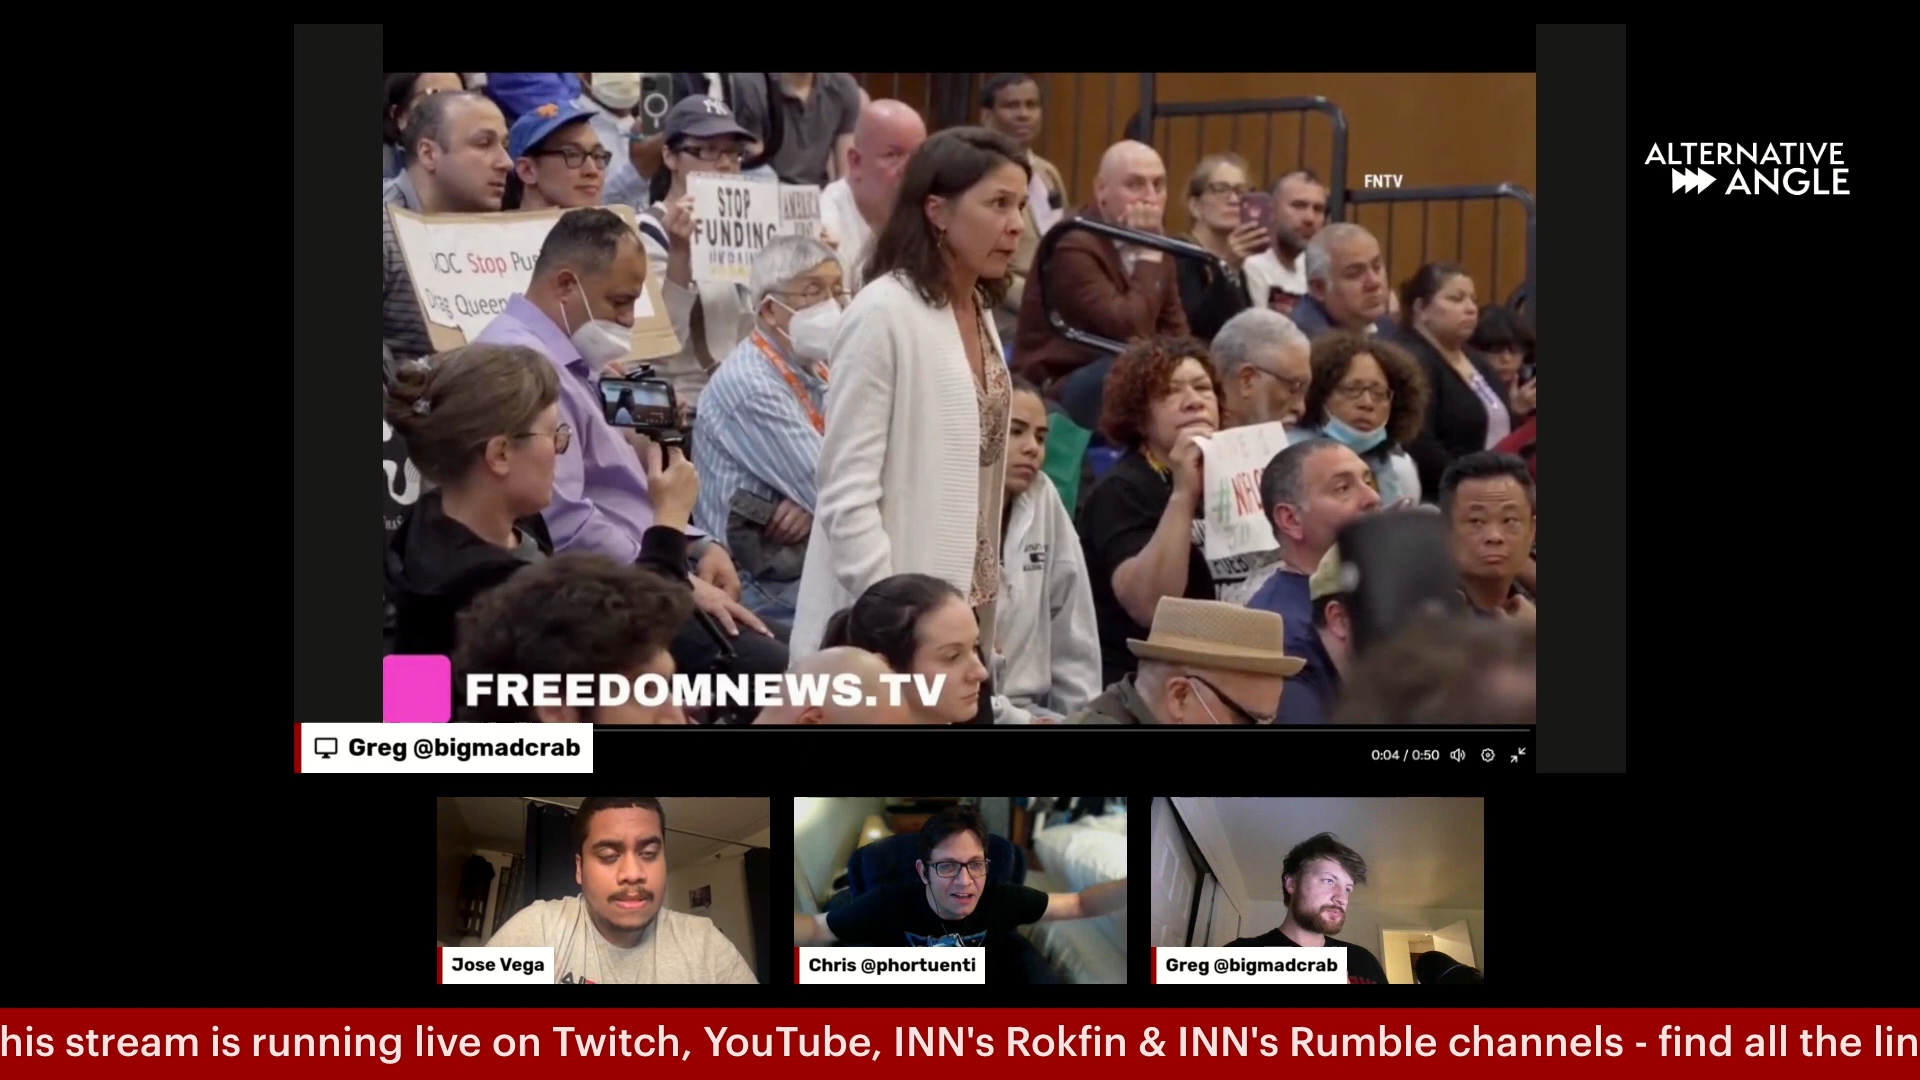 ALTERNATIVE
ANGLE
FNTV
STOP
FUNDING
UKRAINE
AMERICA
Stop
Drag Queen
FREEDOMNEWS.TV
Greg @bigmadcrab
0:04 / 0:50
Jose Vega
Chris @phortuenti
Greg @bigmadcrab
his stream is running live on Twitch, YouTube, INN's Rokfin & INN's Rumble channels - find all the lin